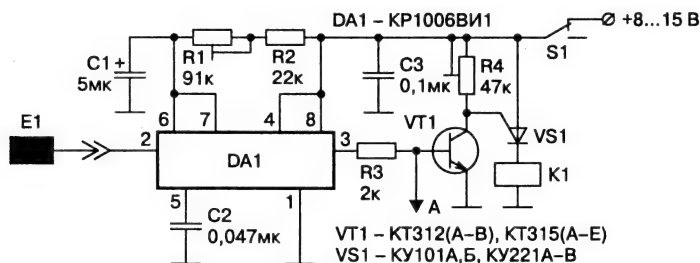 DA1 – КР1006ВИ1
+8...15 В
S1
C1 +
5мк
R1
91к
R2
22к
C3
0,1мк
R4
47к
6
7
4
8
E1
2
DA1
3
R3
2к
VT1
VS1
K1
A
5
1
C2
0,047мк
VT1 – КТ312(А–В), КТ315(А–Е)
VS1 – КУ101А,Б, КУ221А–В